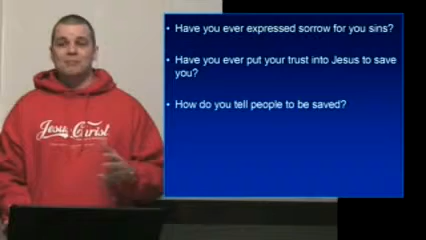 • Have you ever expressed sorrow for you sins?
• Have you ever put your trust into Jesus to save
you?
• How do you tell people to be saved?
Jesus Christ